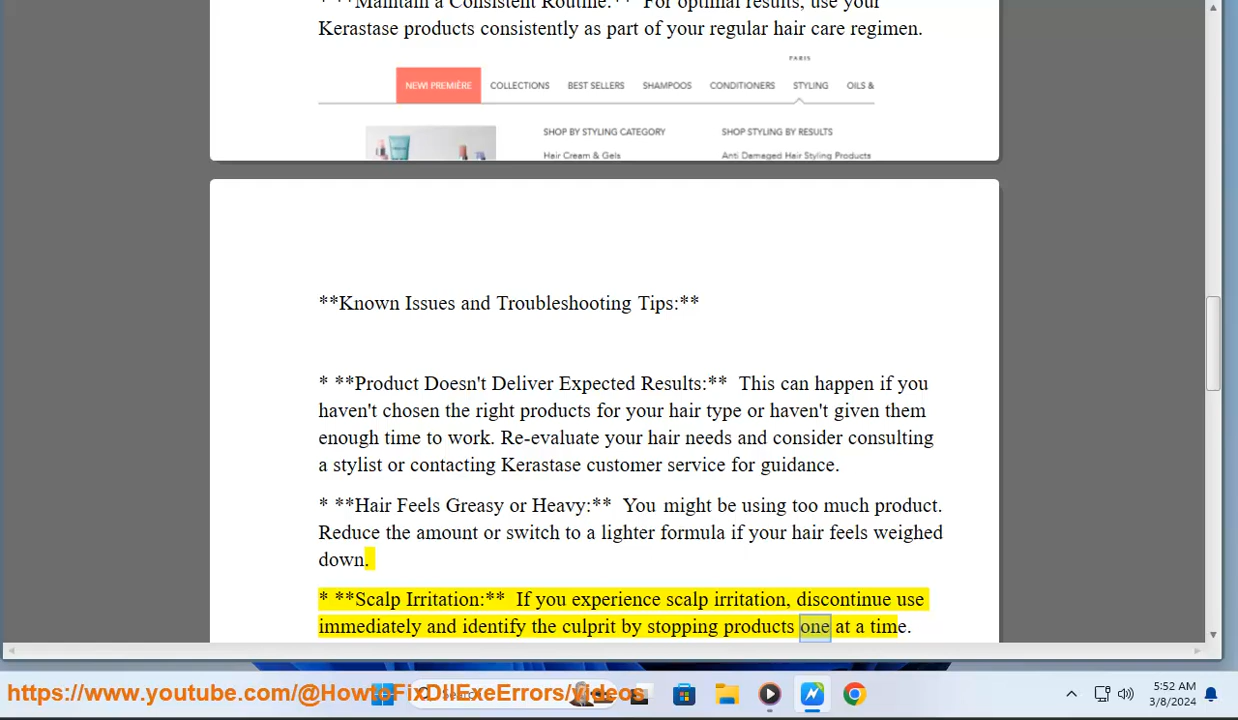 * **Maintain a Consistent Routine:** For optimal results, use your
Kerastase products consistently as part of your regular hair care regimen.
PARIS
NEW! PREMIÈRE COLLECTIONS BEST SELLERS SHAMPOOS CONDITIONERS STYLING OILS &
SHOP BY STYLING CATEGORY SHOP STYLING BY RESULTS
Hair Cream & Gels Anti Damaged Hair Styling Products
**Known Issues and Troubleshooting Tips:**
* **Product Doesn't Deliver Expected Results:** This can happen if you
haven't chosen the right products for your hair type or haven't given them
enough time to work. Re-evaluate your hair needs and consider consulting
a stylist or contacting Kerastase customer service for guidance.
* **Hair Feels Greasy or Heavy:** You might be using too much product.
Reduce the amount or switch to a lighter formula if your hair feels weighed
down.
* **Scalp Irritation:** If you experience scalp irritation, discontinue use
immediately and identify the culprit by stopping products one at a time.
https://www.youtube.com/@HowtoFixDllExeErrors/videos
Search
5:52 AM
3/8/2024